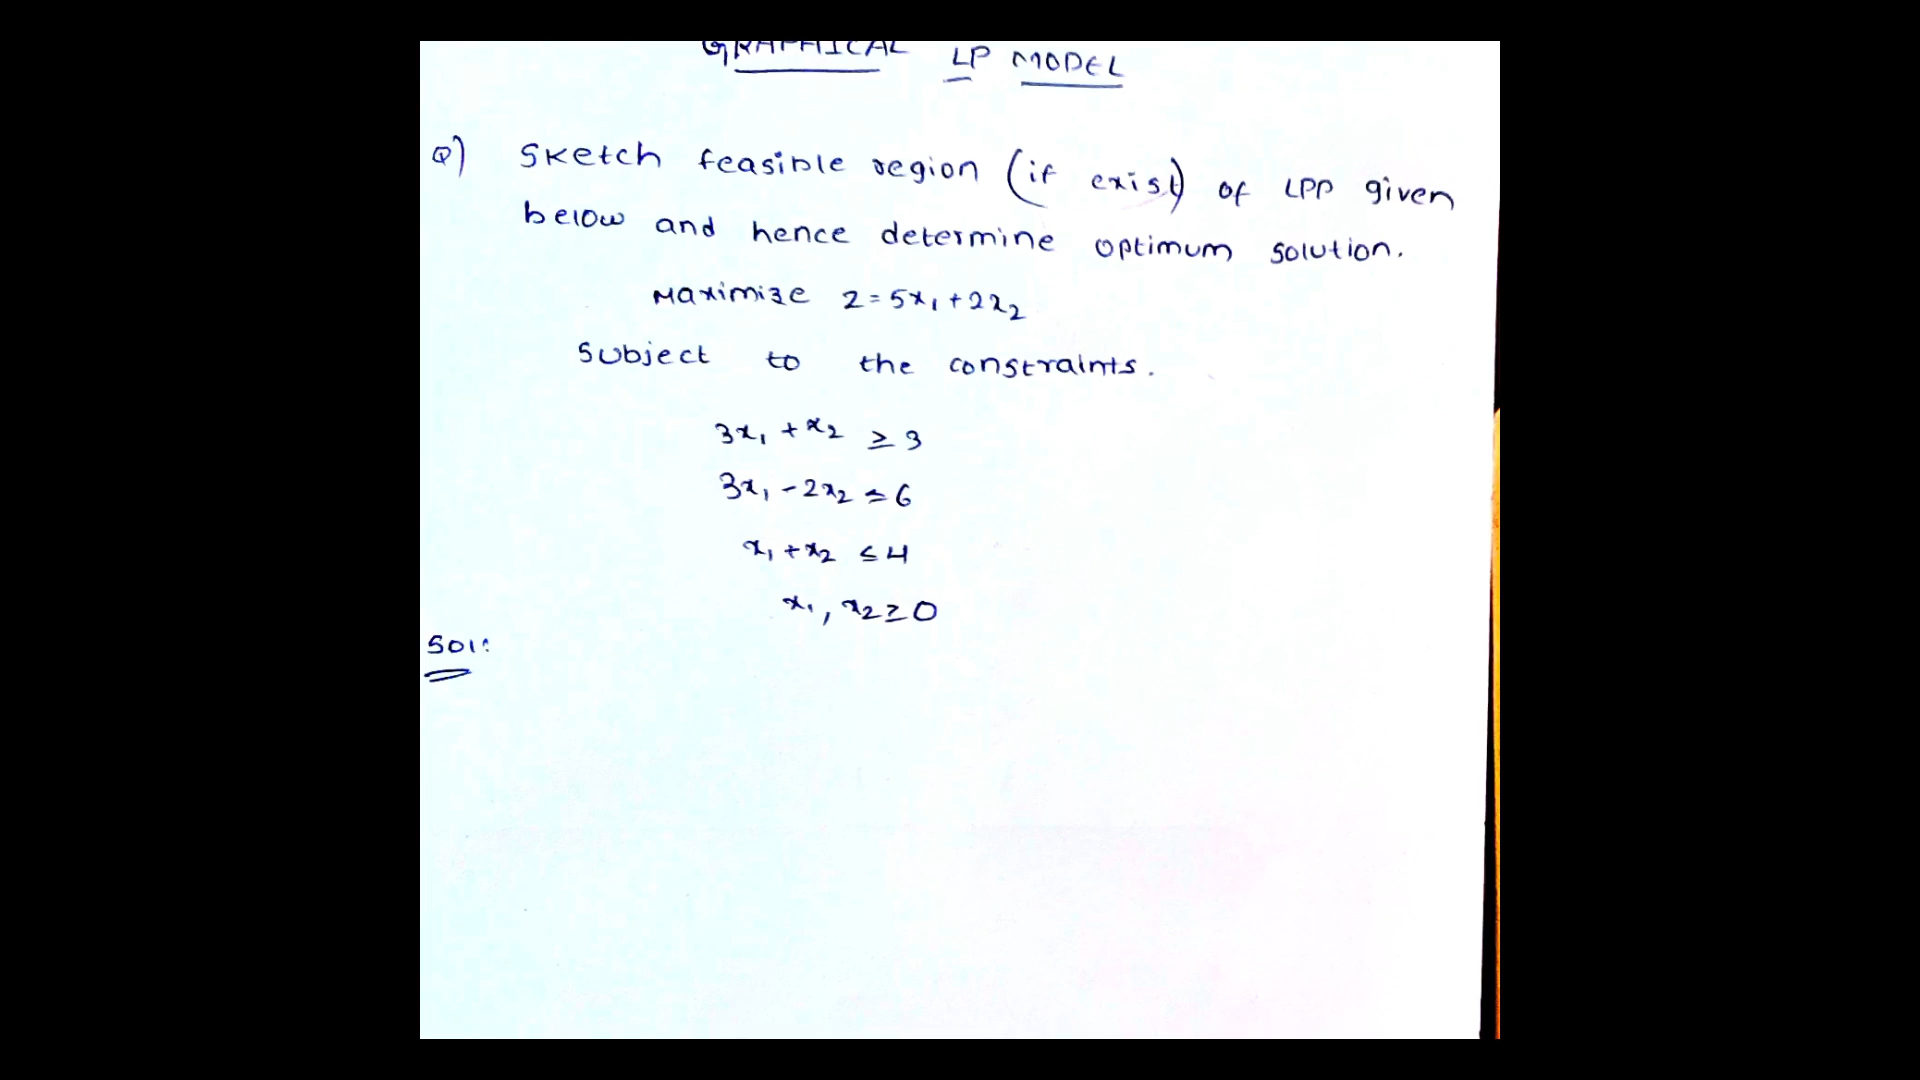 GRAPHICAL LP MODEL
Q) Sketch feasible region (if exist) of LPP given
below and hence determine optimum solution.
Maximize Z = 5x₁ + 2x₂
Subject to the constraints.
3x₁ + x₂ ≥ 3
3x₁ - 2x₂ ≤ 6
x₁ + x₂ ≤ 4
x₁, x₂ ≥ 0
Sol: